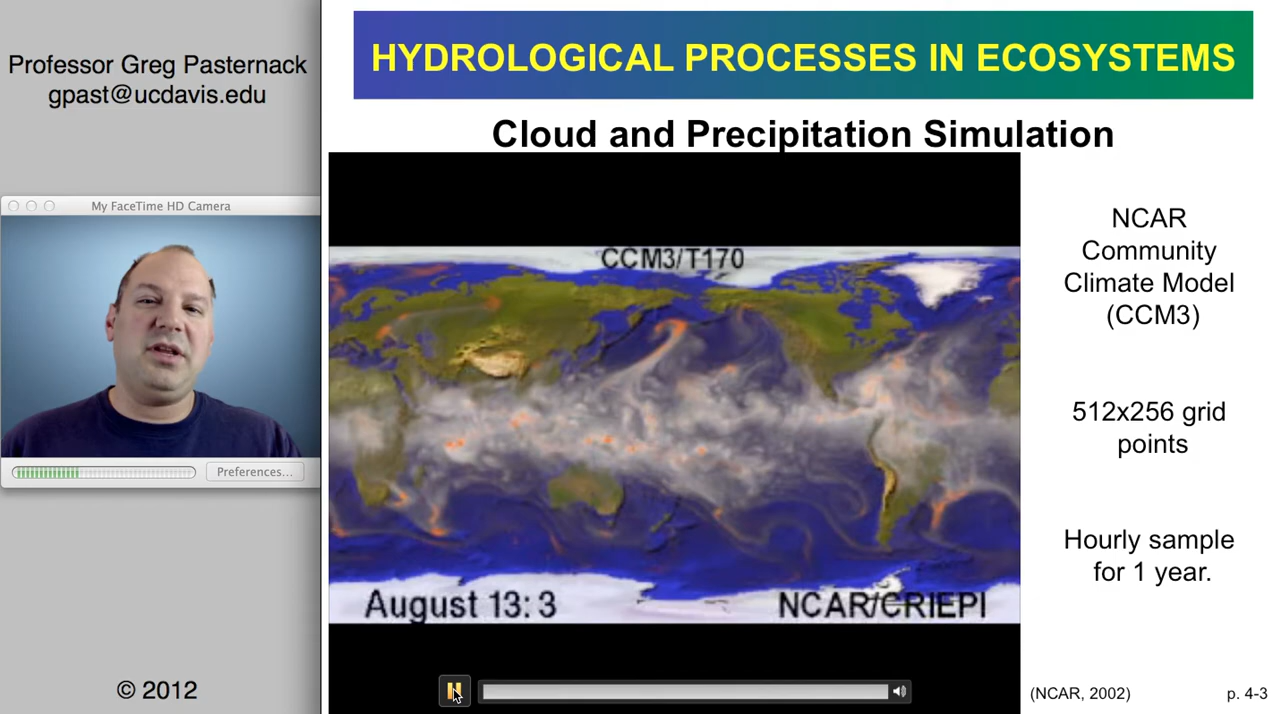 Professor Greg Pasternack
gpast@ucdavis.edu
My FaceTime HD Camera
Preferences...
© 2012
HYDROLOGICAL PROCESSES IN ECOSYSTEMS
Cloud and Precipitation Simulation
CCM3/T170
August 13: 3
NCAR/CRIEPI
NCAR
Community
Climate Model
(CCM3)
512x256 grid
points
Hourly sample
for 1 year.
(NCAR, 2002)
p. 4-3